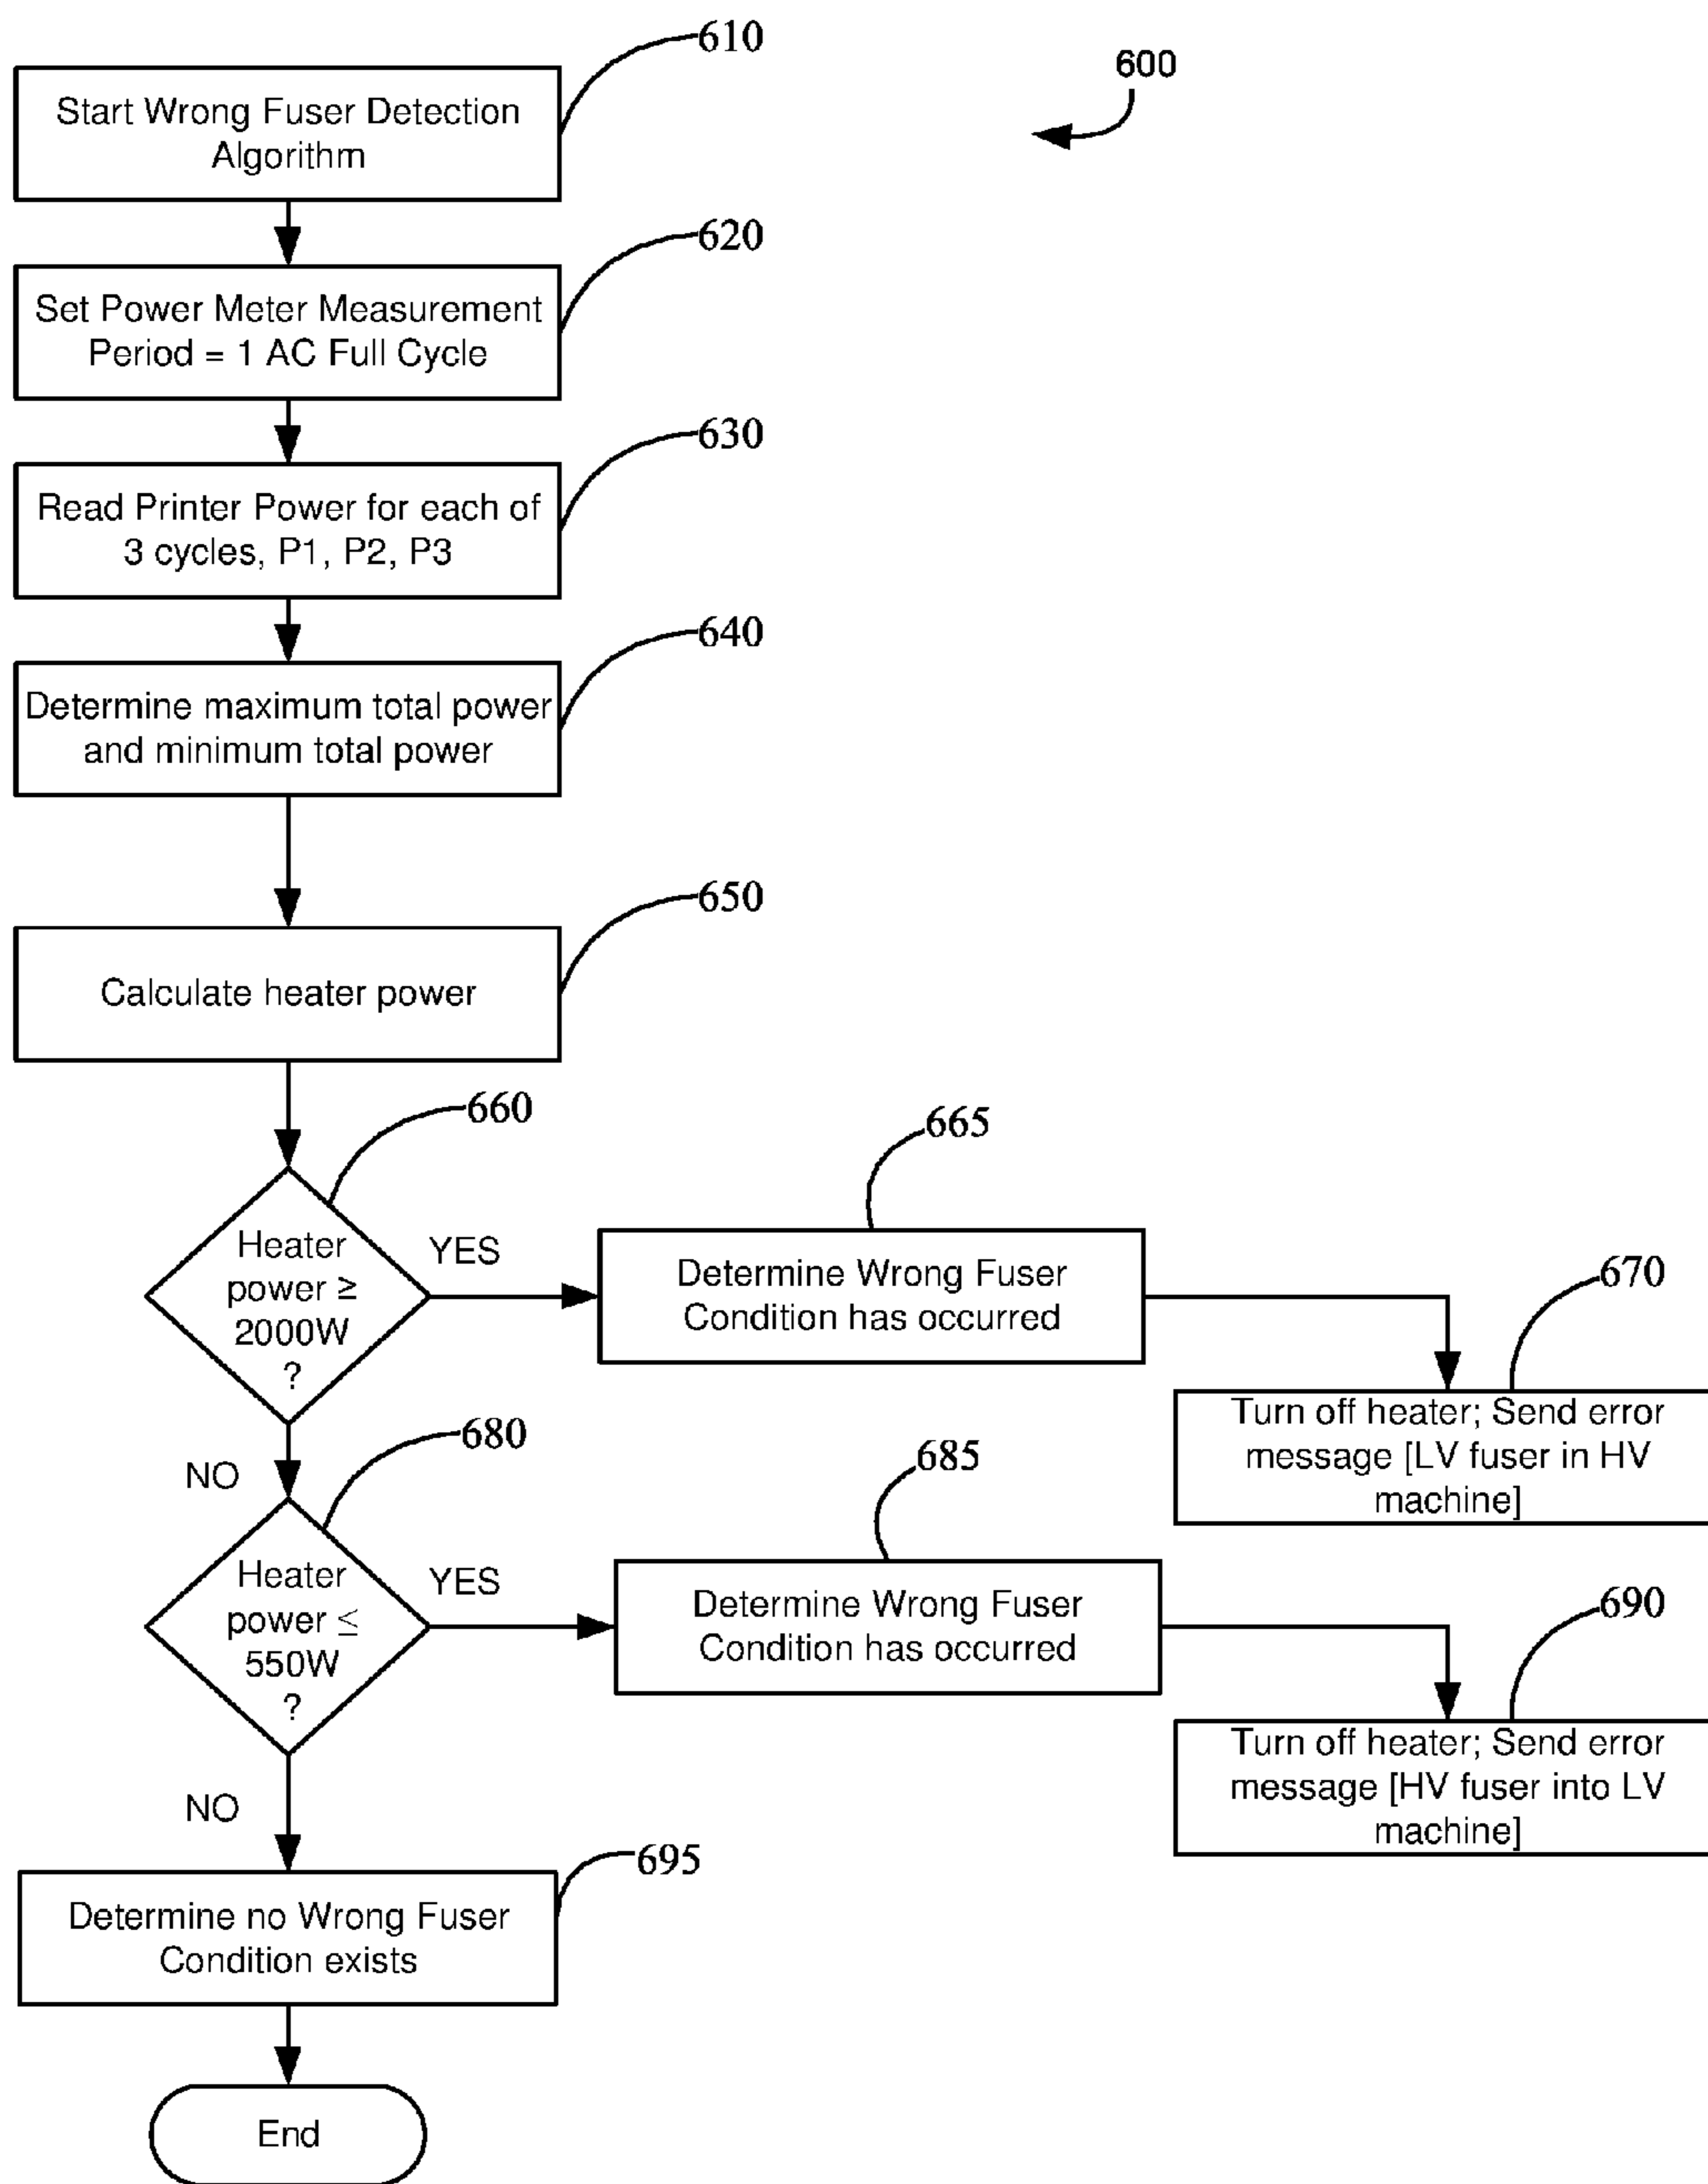 610
600
Start Wrong Fuser Detection
Algorithm
620
Set Power Meter Measurement
Period = 1 AC Full Cycle
630
Read Printer Power for each of
3 cycles, P1, P2, P3
640
Determine maximum total power
and minimum total power
650
Calculate heater power
660
Heater
power ≥
2000W
?
YES
665
Determine Wrong Fuser
Condition has occurred
670
Turn off heater; Send error
message [LV fuser in HV
machine]
NO
680
Heater
power ≤
550W
?
YES
685
Determine Wrong Fuser
Condition has occurred
690
Turn off heater; Send error
message [HV fuser into LV
machine]
NO
695
Determine no Wrong Fuser
Condition exists
End